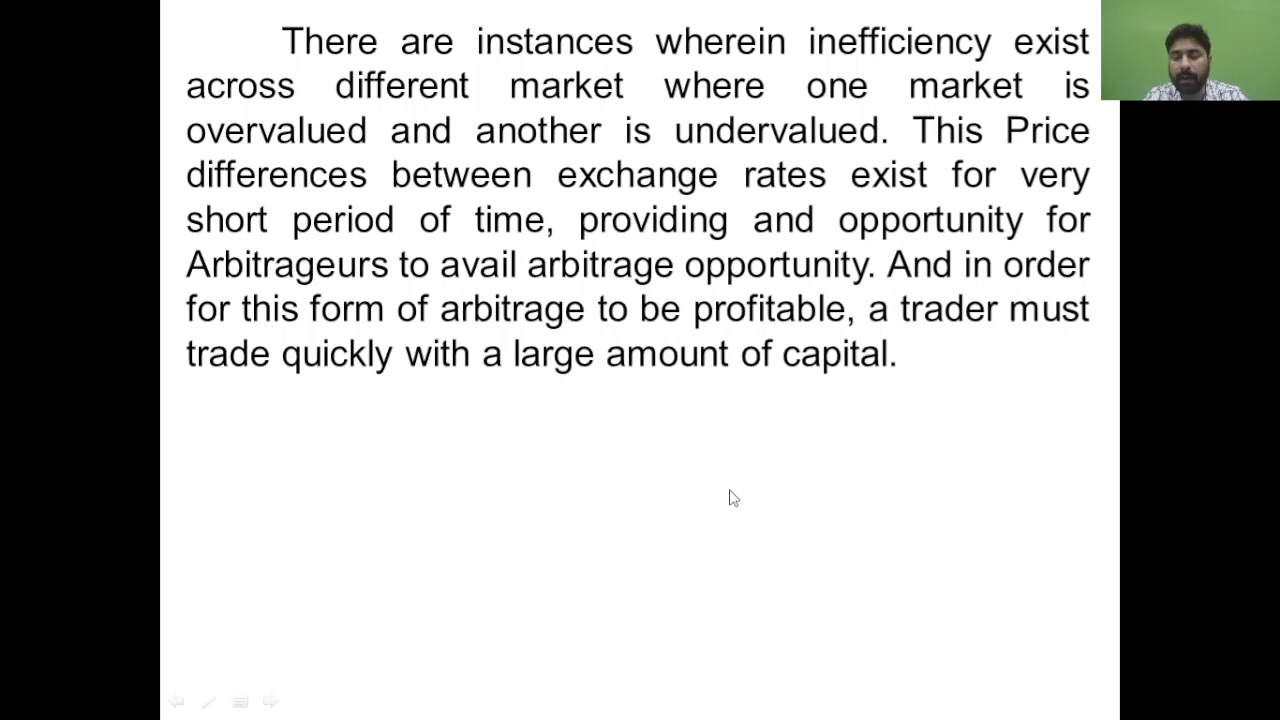 There are instances wherein inefficiency exist
across different market where one market is
overvalued and another is undervalued. This Price
differences between exchange rates exist for very
short period of time, providing and opportunity for
Arbitrageurs to avail arbitrage opportunity. And in order
for this form of arbitrage to be profitable, a trader must
trade quickly with a large amount of capital.